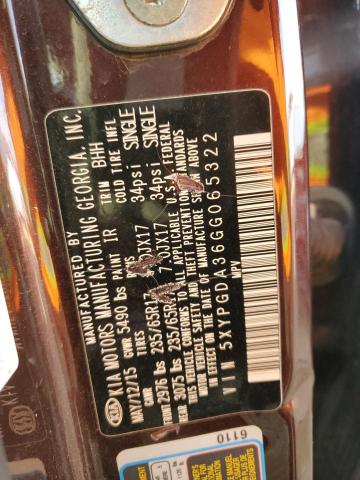 KIA KIA MOTORS MANUFACTURING GEORGIA, INC.
MANUFACTURED BY
MAY/12/15 PAINT IR TRIM BHH
GVWR 5490 lbs
TIRES COLD TIRE INFL
FRONT 2976 lbs 235/65R17 7.0JX17 34psi SINGLE
REAR 3075 lbs 235/65R17 7.0JX17 34psi SINGLE
THIS VEHICLE CONFORMS TO ALL APPLICABLE U.S.A. FEDERAL
MOTOR VEHICLE SAFETY AND THEFT PREVENTION STANDARDS
IN EFFECT ON THE DATE OF MANUFACTURE SHOWN ABOVE
VIN 5XYPGDA36GG065322
MPV
6110